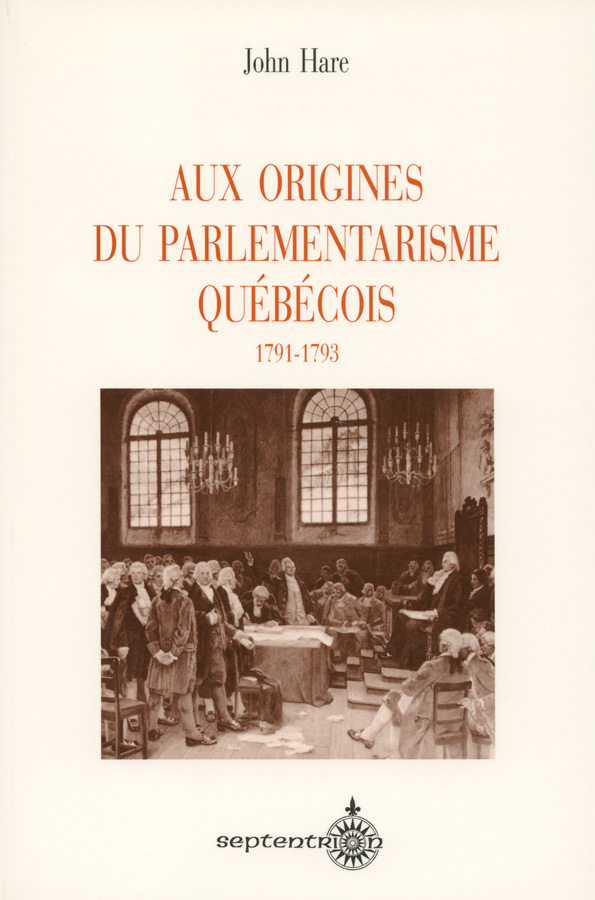 John Hare
AUX ORIGINES
DU PARLEMENTARISME
QUÉBÉCOIS
1791-1793
septentrion